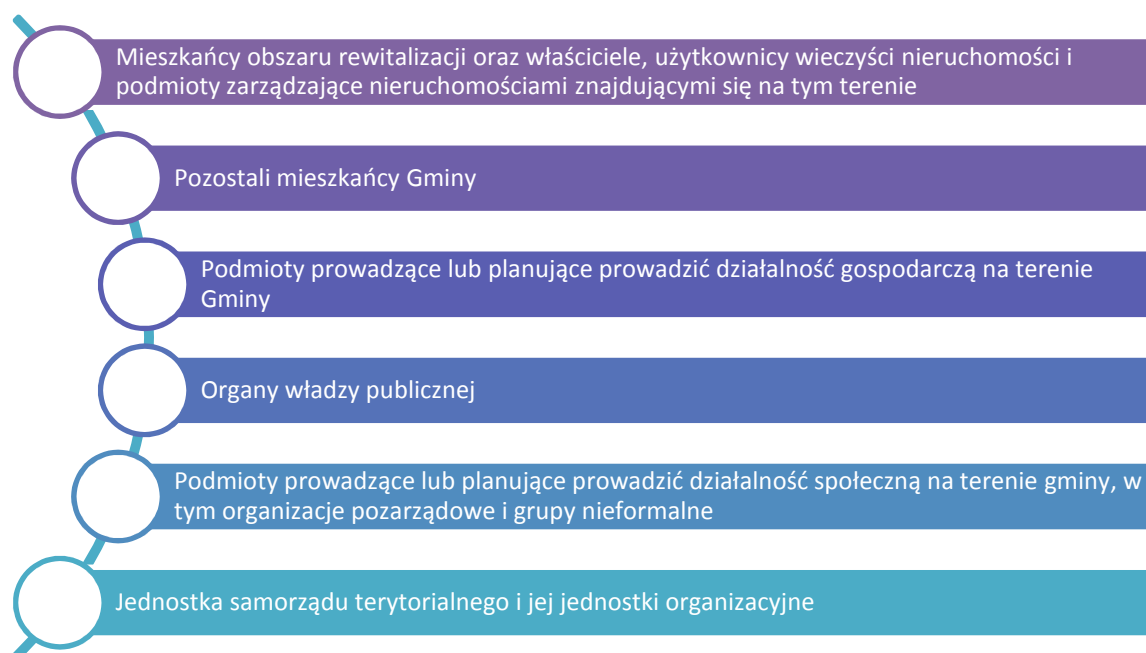 Mieszkańcy obszaru rewitalizacji oraz właściciele, użytkownicy wieczyści nieruchomości i
podmioty zarządzające nieruchomościami znajdującymi się na tym terenie
Pozostali mieszkańcy Gminy
Podmioty prowadzące lub planujące prowadzić działalność gospodarczą na terenie
Gminy
Organy władzy publicznej
Podmioty prowadzące lub planujące prowadzić działalność społeczną na terenie gminy, w
tym organizacje pozarządowe i grupy nieformalne
Jednostka samorządu terytorialnego i jej jednostki organizacyjne